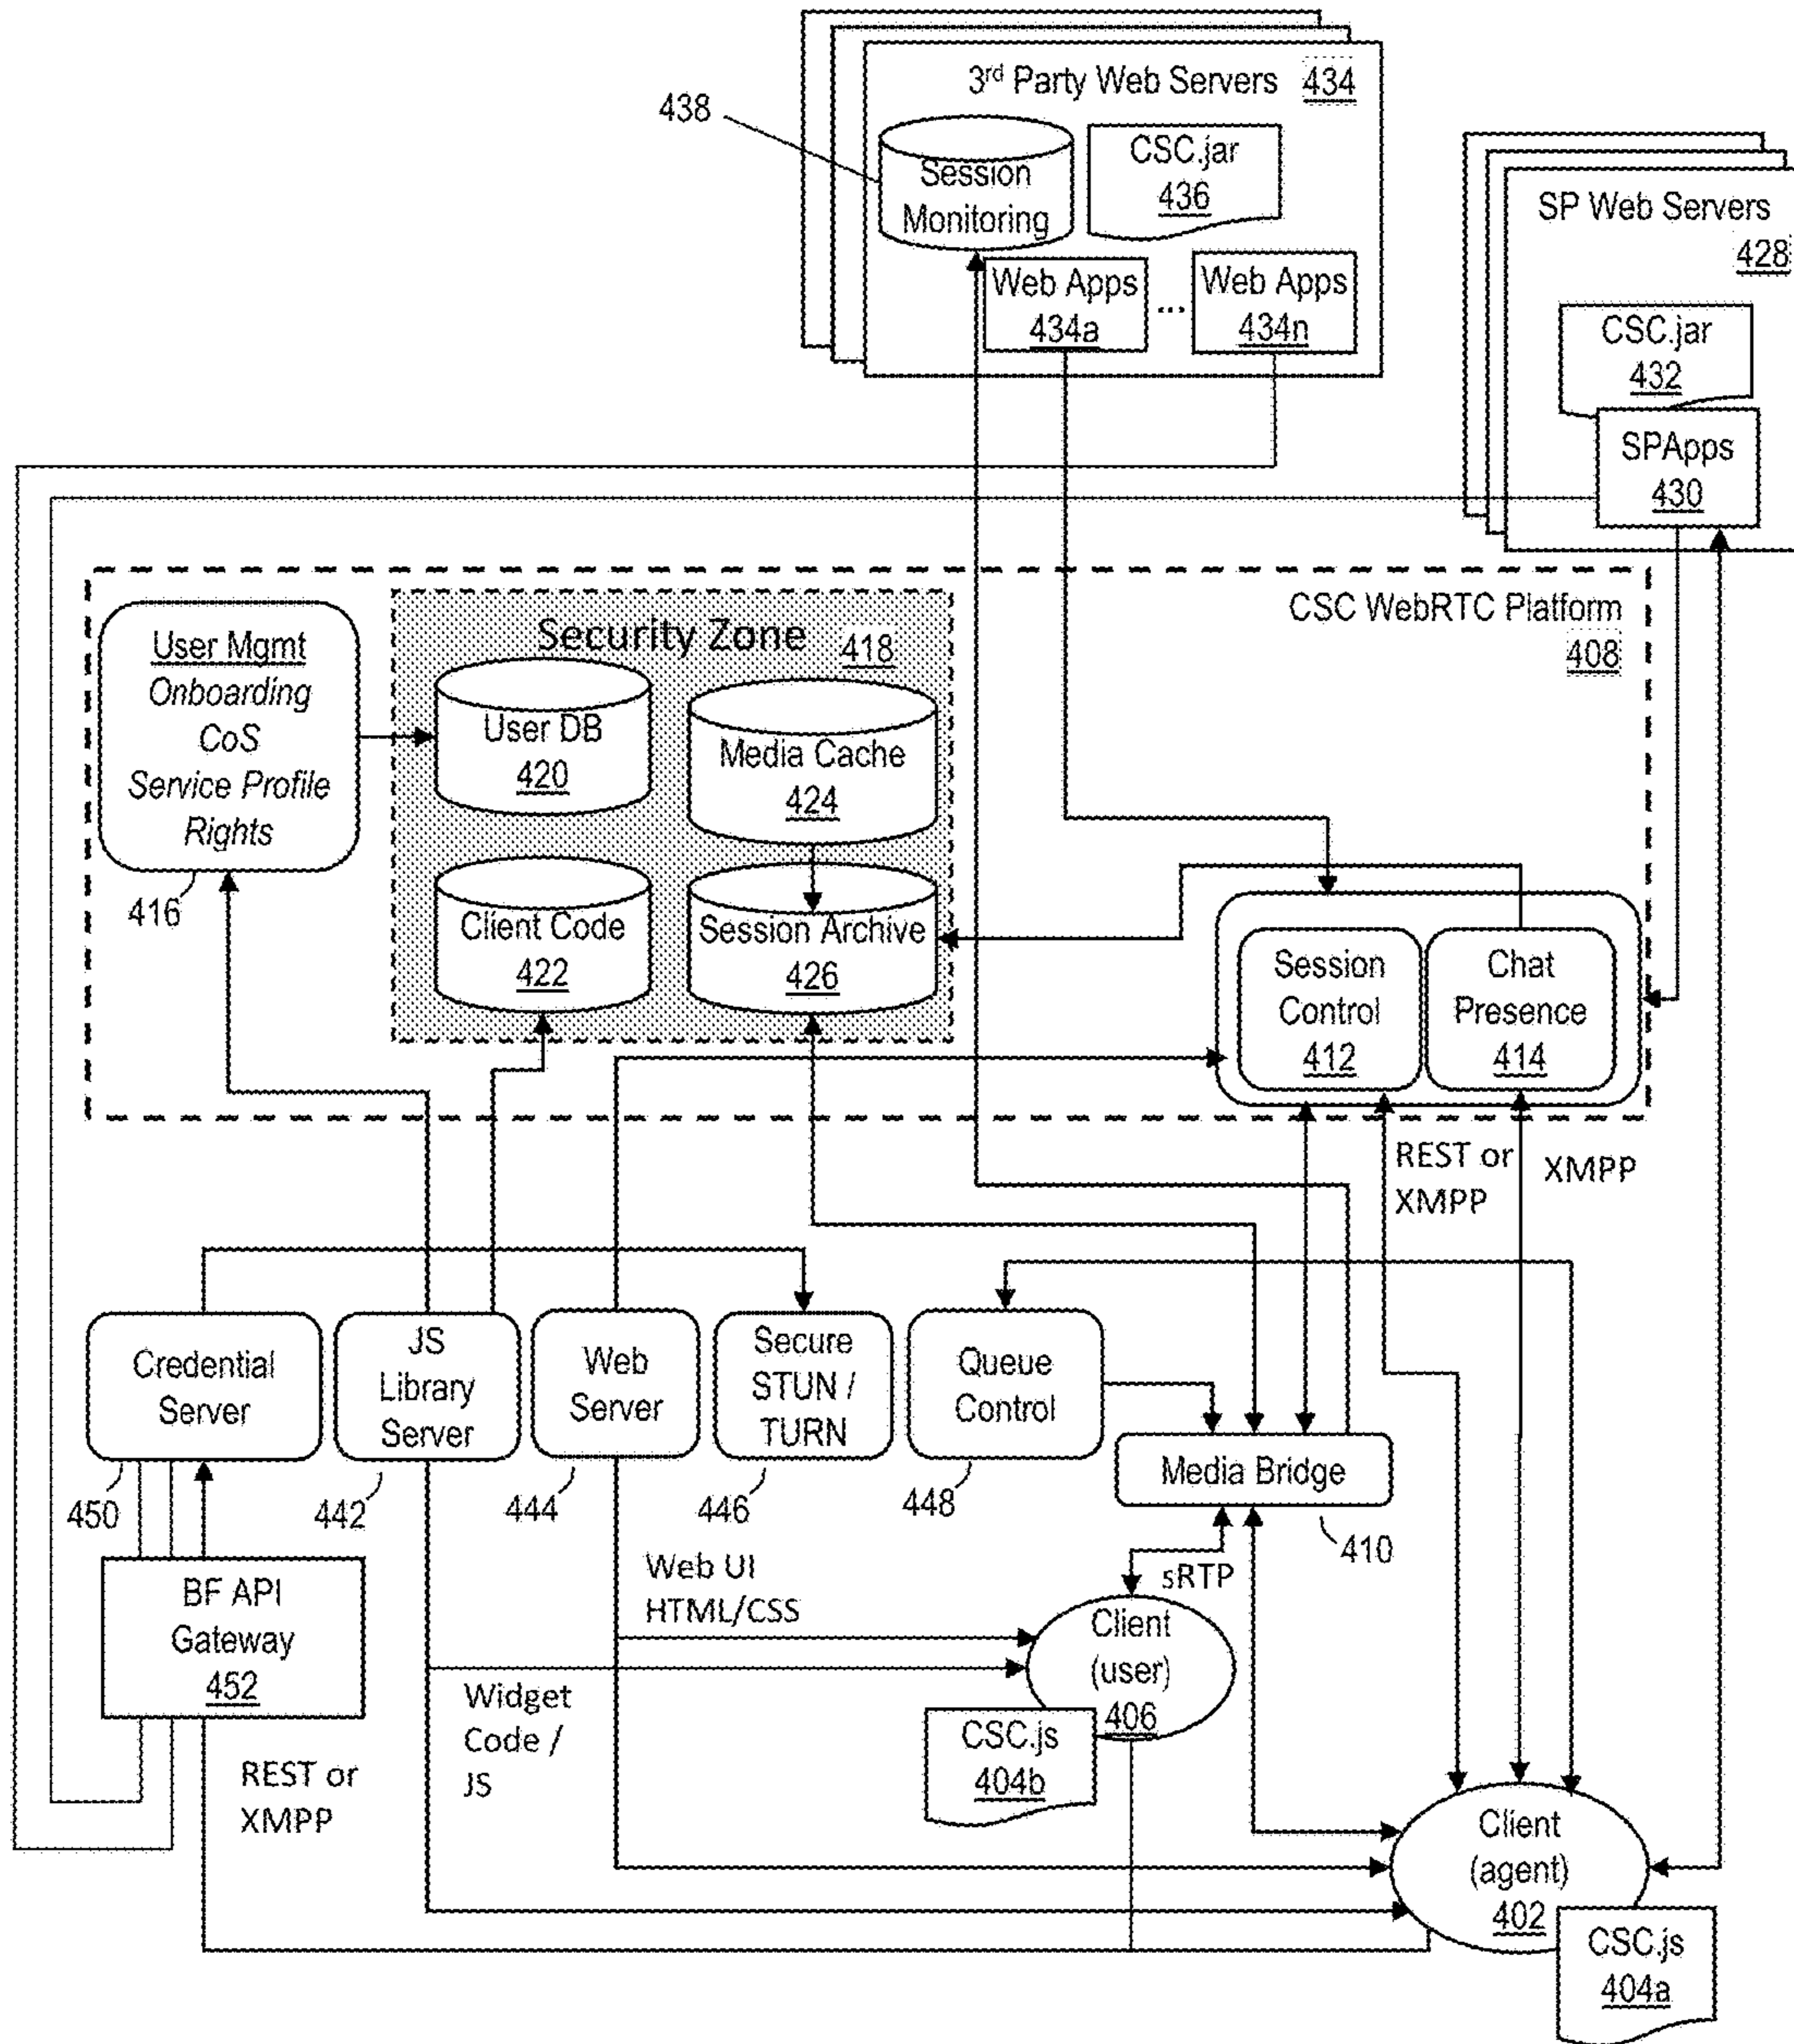 3rd Party Web Servers 434
438
Session
Monitoring
CSC.jar
436
Web Apps
434a
...
Web Apps
434n
SP Web Servers
428
CSC.jar
432
SPApps
430
CSC WebRTC Platform
408
User Mgmt
Onboarding
CoS
Service Profile
Rights
416
Security Zone
418
User DB
420
Media Cache
424
Client Code
422
Session Archive
426
Session
Control
412
Chat
Presence
414
REST or
XMPP
XMPP
Credential
Server
450
JS
Library
Server
442
Web
Server
444
Secure
STUN /
TURN
446
Queue
Control
448
Media Bridge
410
BF API
Gateway
452
Web UI
HTML/CSS
sRTP
Client
(user)
406
CSC.js
404b
Widget
Code /
JS
REST or
XMPP
Client
(agent)
402
CSC.js
404a